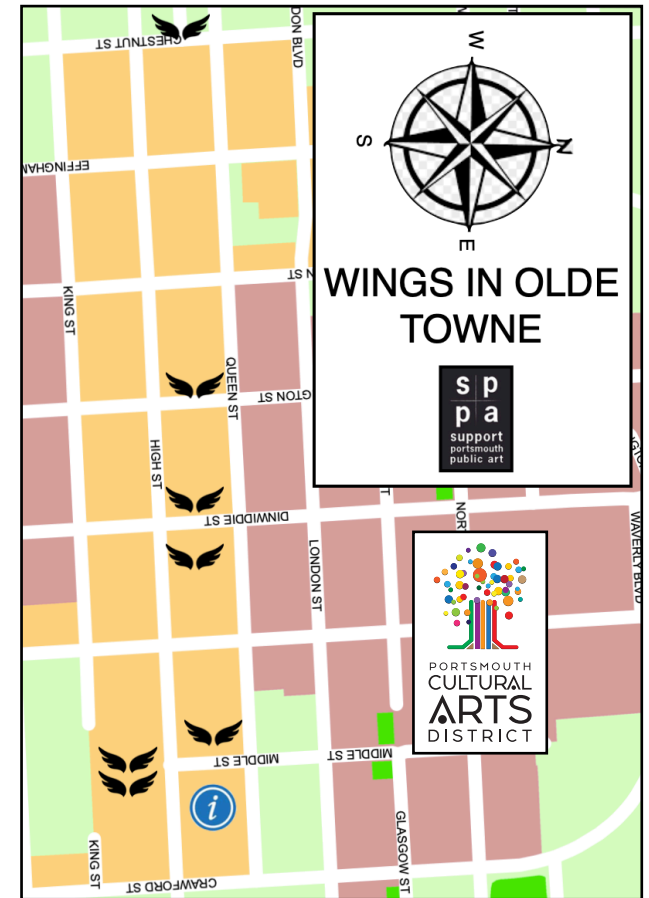 CHESTNUT ST
DON BLVD
W
S
N
E
WINGS IN OLDE
TOWNE
s p
p a
support
portsmouth
public art
EFFINGHAM
N ST
KING ST
QUEEN ST
GTON ST
HIGH ST
DINWIDDIE ST
LONDON ST
NOR
T
WAVERLY BLVD
PORTSMOUTH
CULTURAL
ARTS
DISTRICT
MIDDLE ST
MIDDLE ST
i
KING ST
GLASGOW ST
CRAWFORD ST